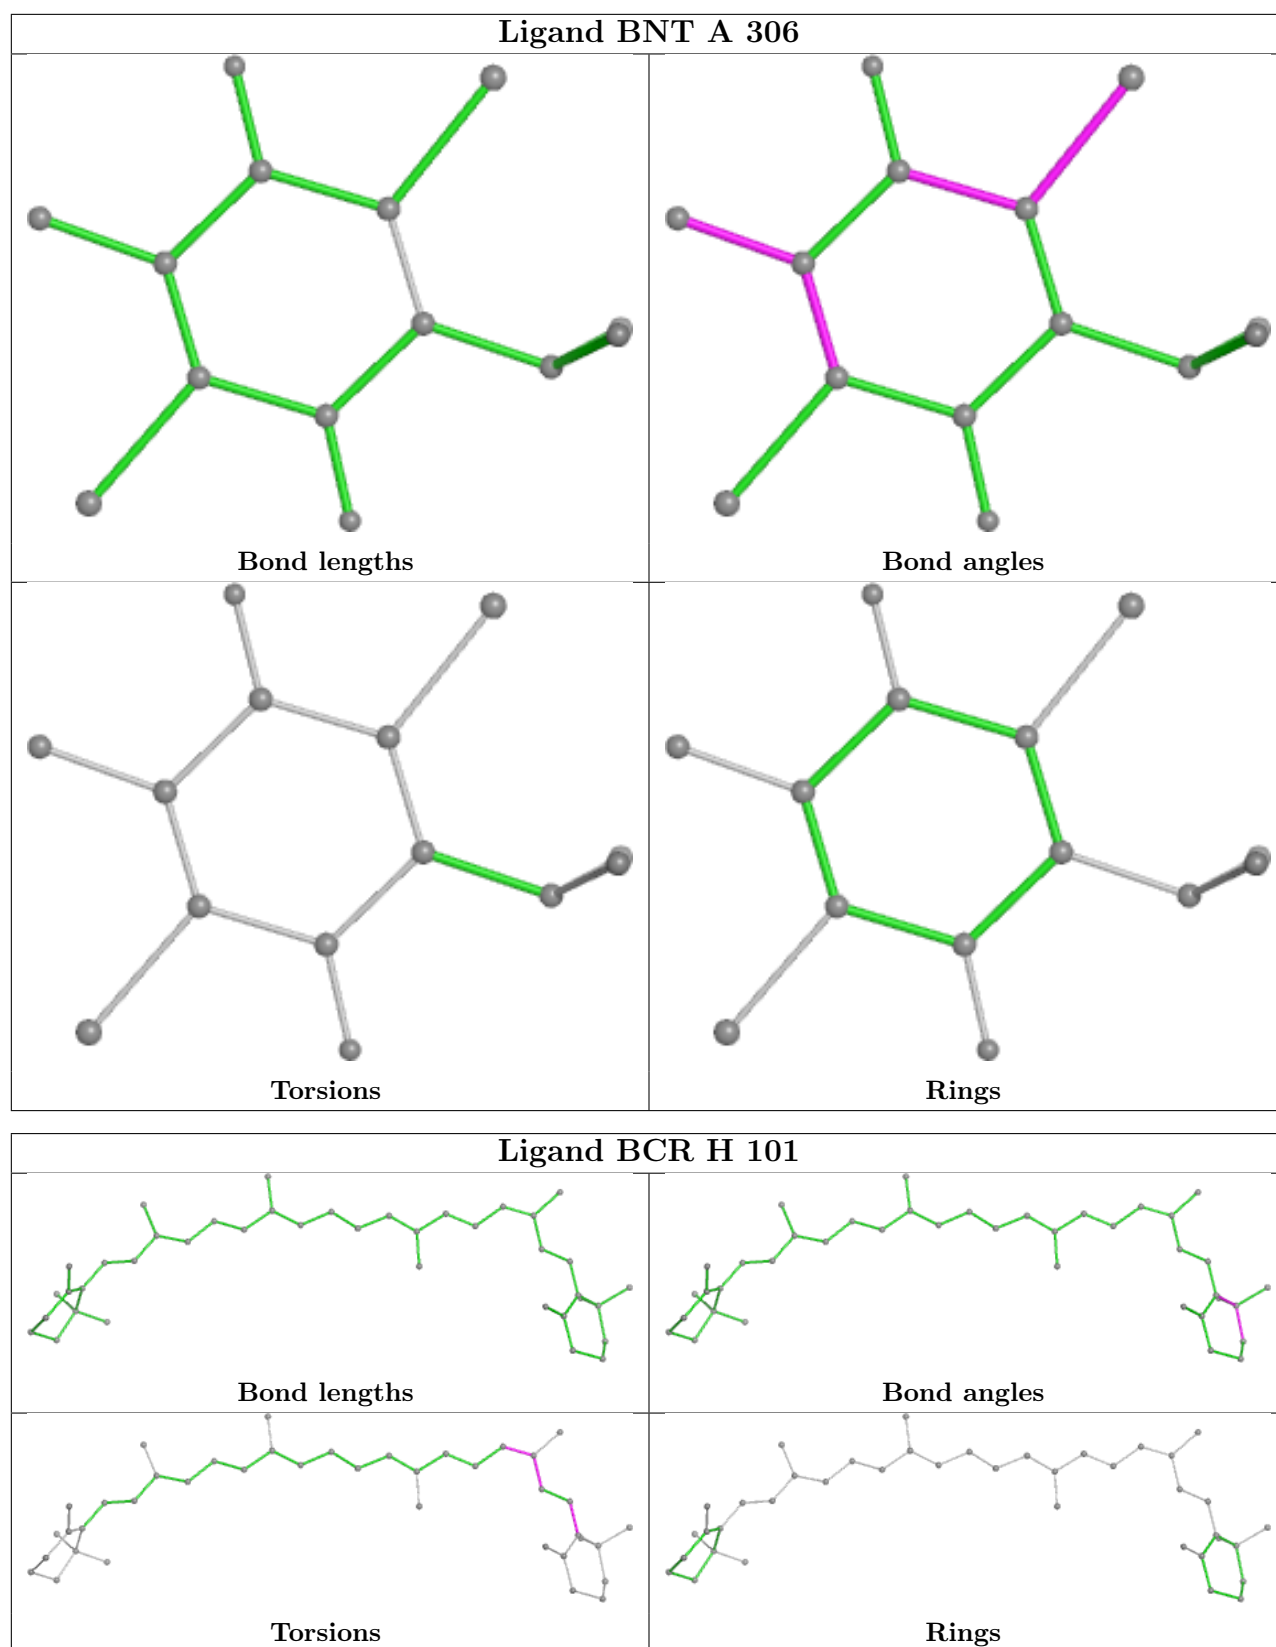 Ligand BNT A 306
Bond lengths
Bond angles
Torsions
Rings
Ligand BCR H 101
Bond lengths
Bond angles
Torsions
Rings